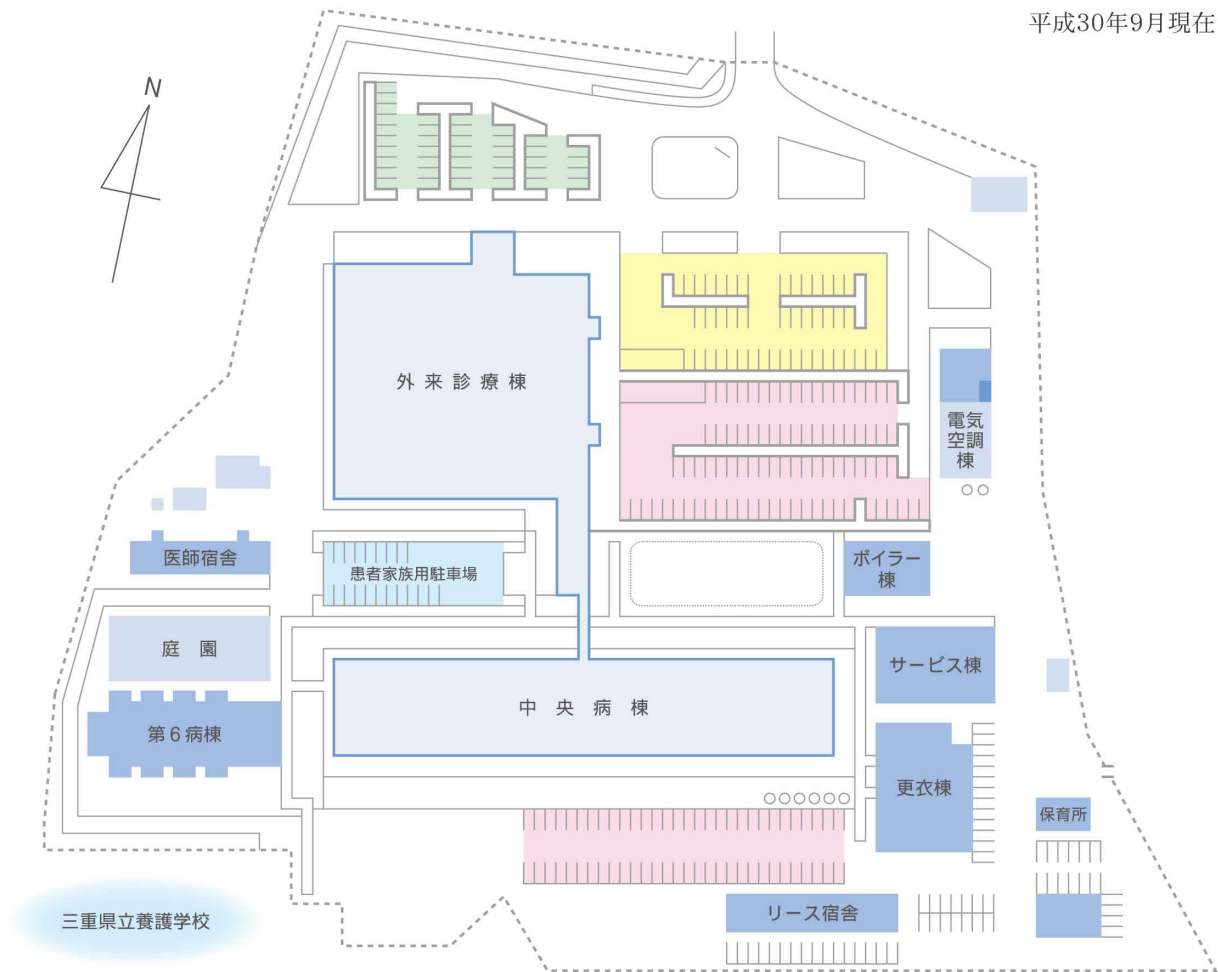 平成30年9月現在
N
外来診療棟
電気
空調
棟
医師宿舎
患者家族用駐車場
ボイラー
棟
庭園
サービス棟
中央病棟
第6病棟
更衣棟
保育所
リース宿舎
三重県立養護学校